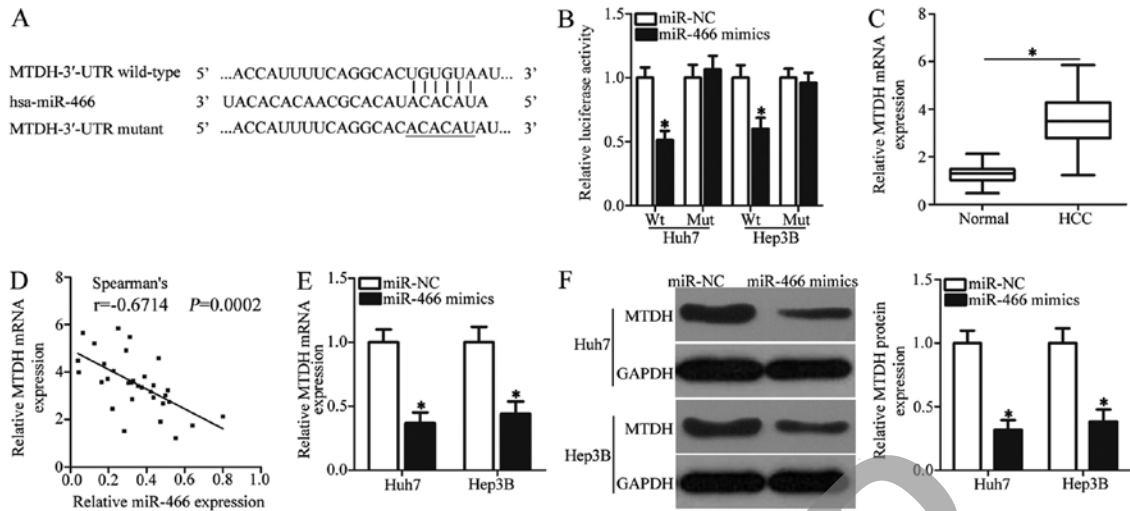 A
MTDH-3'-UTR wild-type 5' ...ACCAUUUUCAGGCACUGUGUAAU... 3'
hsa-miR-466 3' UACACACAACGCACAUACACAUA 5'
MTDH-3'-UTR mutant 5' ...ACCAUUUUCAGGCACACACAUAU... 3'
B
miR-NC
miR-466 mimics
Relative luciferase activity
1.5
1.0
0.5
0.0
Wt Mut Wt Mut
Huh7 Hep3B
* *
C
Relative MTDH mRNA
expression
8
6
4
2
0
*
Normal HCC
D
Spearman's
r=-0.6714 P=0.0002
Relative MTDH mRNA
expression
8
6
4
2
0
0.0 0.2 0.4 0.6 0.8 1.0
Relative miR-466 expression
E
miR-NC
miR-466 mimics
Relative MTDH mRNA
expression
1.5
1.0
0.5
0.0
* *
Huh7 Hep3B
F
miR-NC miR-466 mimics
Huh7
MTDH
GAPDH
Hep3B
MTDH
GAPDH
miR-NC
miR-466 mimics
Relative MTDH protein
expression
1.5
1.0
0.5
0.0
* *
Huh7 Hep3B